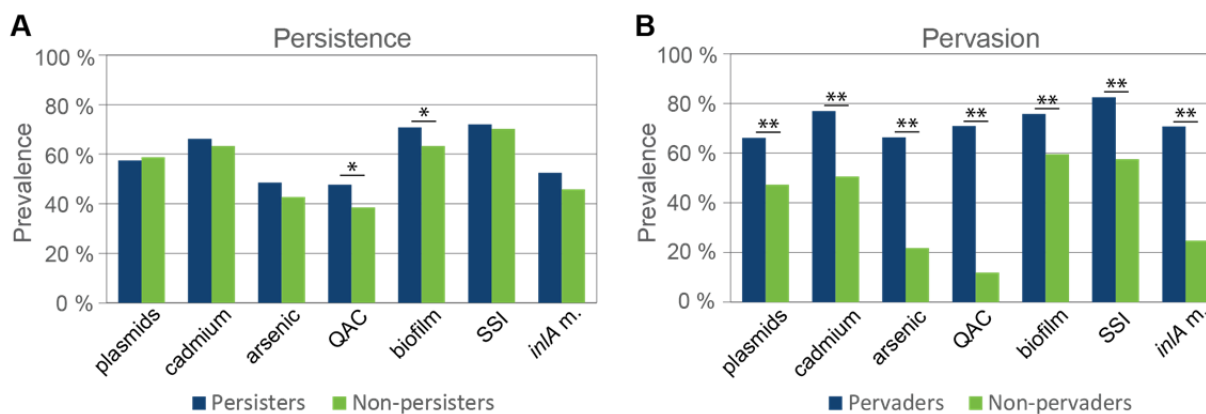 A
Persistence
100 %
80 %
60 %
40 %
20 %
0 %
Prevalence
*
*
plasmids
cadmium
arsenic
QAC
biofilm
SSI
inlA m.
Persisters
Non-persisters
B
Pervasion
100 %
80 %
60 %
40 %
20 %
0 %
Prevalence
**
**
**
**
**
**
**
plasmids
cadmium
arsenic
QAC
biofilm
SSI
inlA m.
Pervaders
Non-pervaders